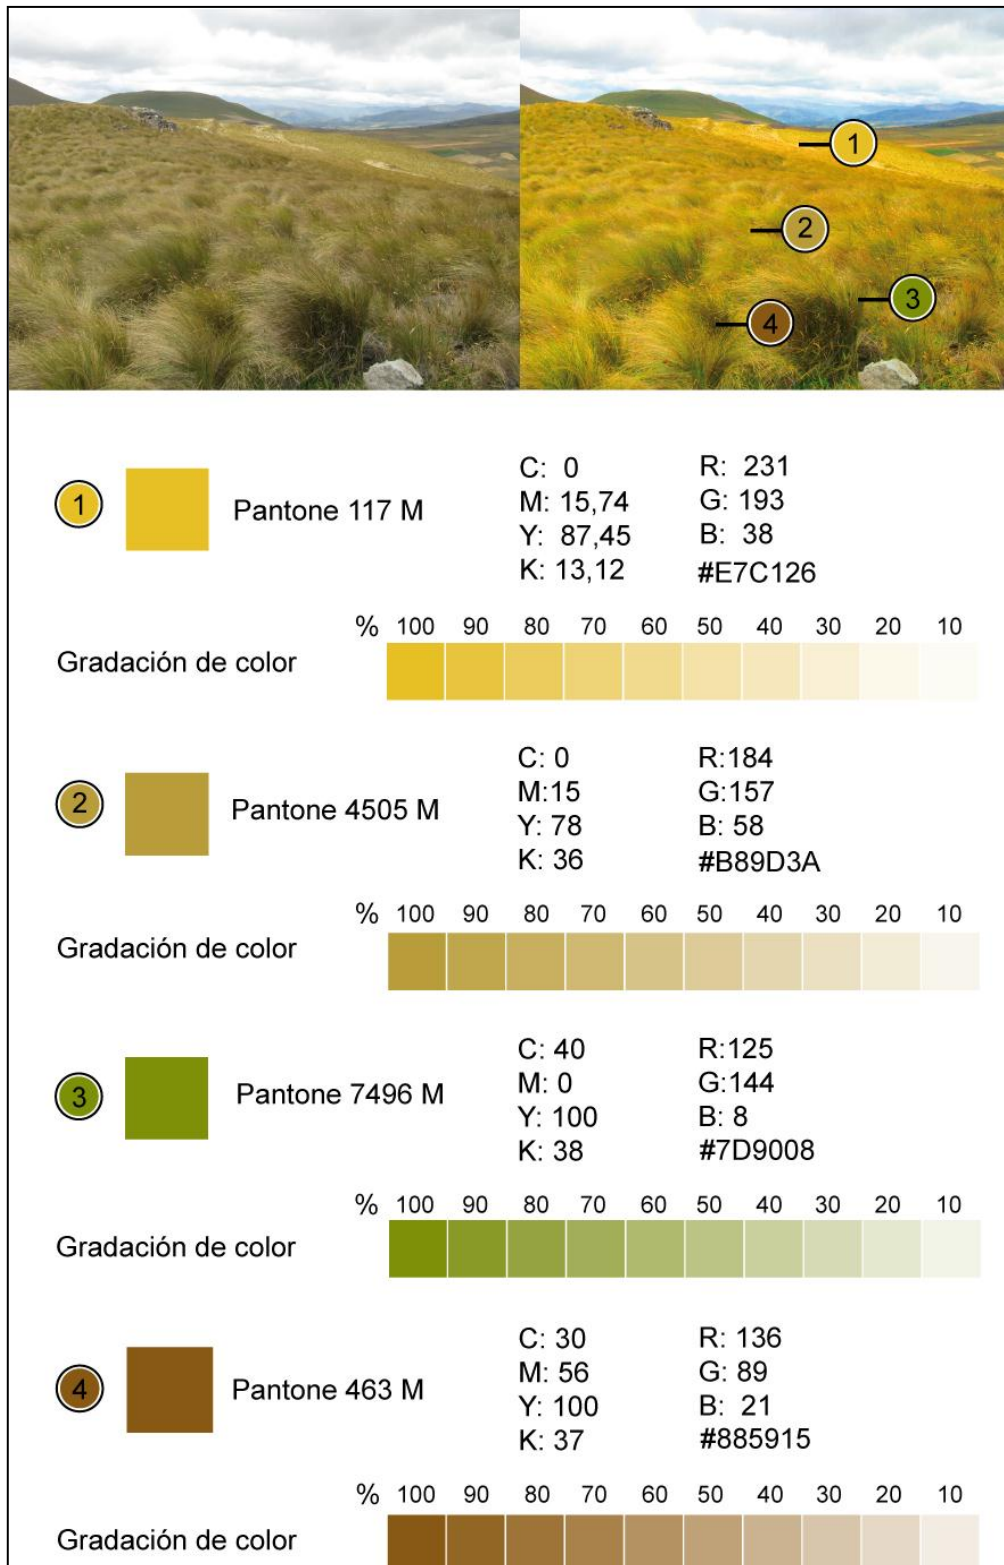 1
2
3
4
1 Pantone 117 M
C: 0 R: 231
M: 15,74 G: 193
Y: 87,45 B: 38
K: 13,12 #E7C126
% 100 90 80 70 60 50 40 30 20 10
Gradación de color
2 Pantone 4505 M
C: 0 R:184
M:15 G:157
Y: 78 B: 58
K: 36 #B89D3A
% 100 90 80 70 60 50 40 30 20 10
Gradación de color
3 Pantone 7496 M
C: 40 R:125
M: 0 G:144
Y: 100 B: 8
K: 38 #7D9008
% 100 90 80 70 60 50 40 30 20 10
Gradación de color
4 Pantone 463 M
C: 30 R: 136
M: 56 G: 89
Y: 100 B: 21
K: 37 #885915
% 100 90 80 70 60 50 40 30 20 10
Gradación de color